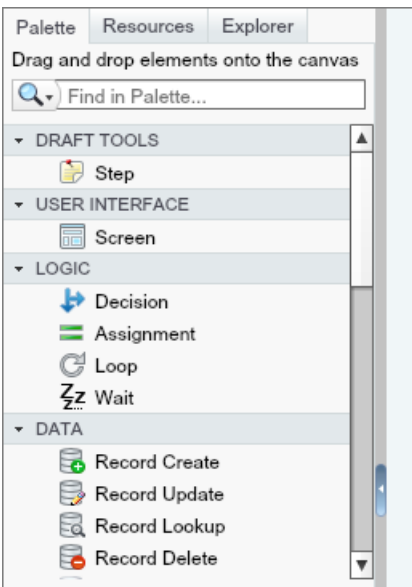 Palette Resources Explorer
Drag and drop elements onto the canvas
Find in Palette...
DRAFT TOOLS
Step
USER INTERFACE
Screen
LOGIC
Decision
Assignment
Loop
Zzz... Wait
DATA
Record Create
Record Update
Record Lookup
Record Delete